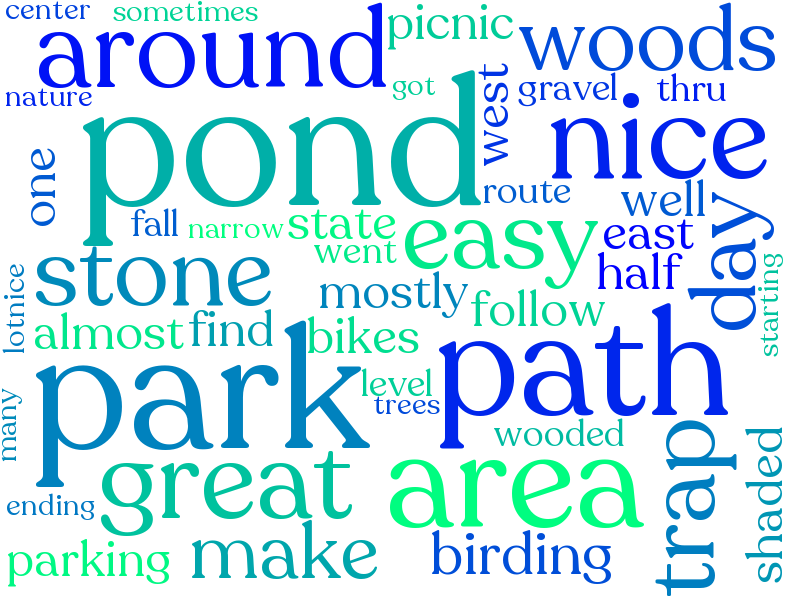 center
sometimes
around
picnic
woods
nature
got
west
gravel
thru
pond
nice
one
route
well
day
fall
narrow
state
easy
east
went
half
stone
mostly
starting
lotnice
almost
find
bikes
follow
park
level
path
trees
many
wooded
great
area
trap
shaded
ending
parking
make
birding